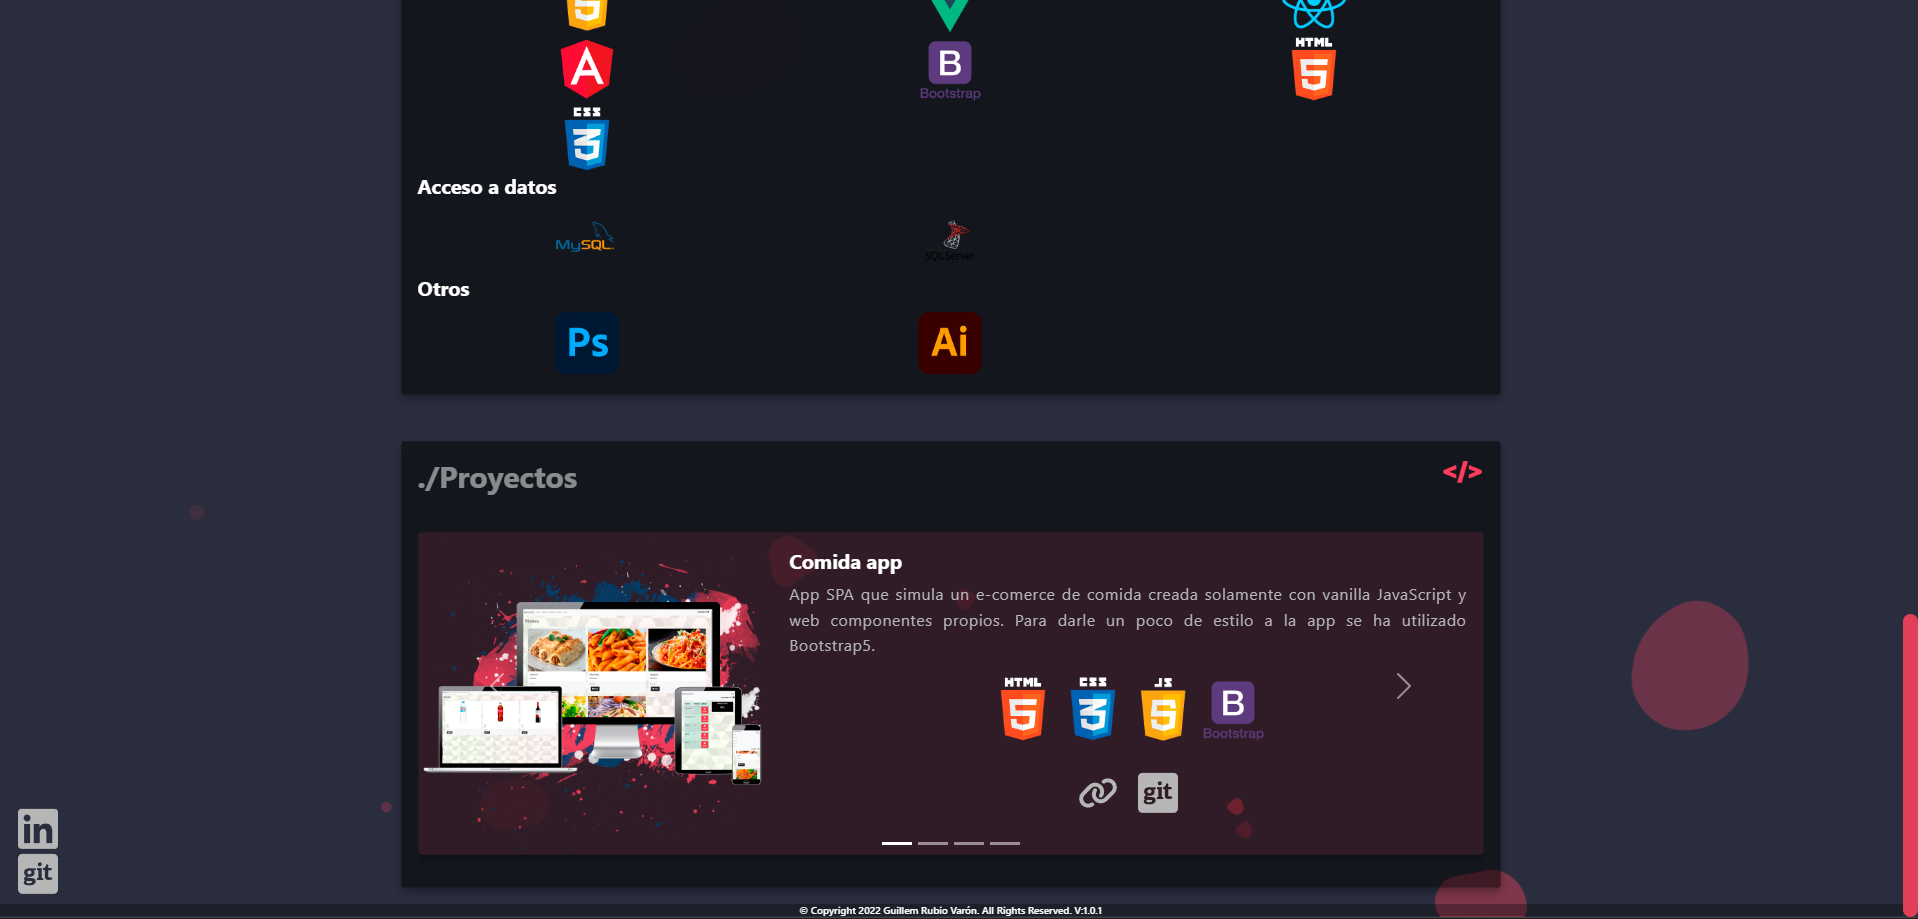 HTML
Bootstrap
CSS
Acceso a datos
MySQL
SQL Server
Otros
Ps
Ai
./Proyectos
</>
Comida app
App SPA que simula un e-comerce de comida creada solamente con vanilla JavaScript y
web componentes propios. Para darle un poco de estilo a la app se ha utilizado
Bootstrap5.
HTML CSS JS B
Bootstrap
git
in
git
© Copyright 2022 Guillem Rubio Varón. All Rights Reserved. V:1.0.1